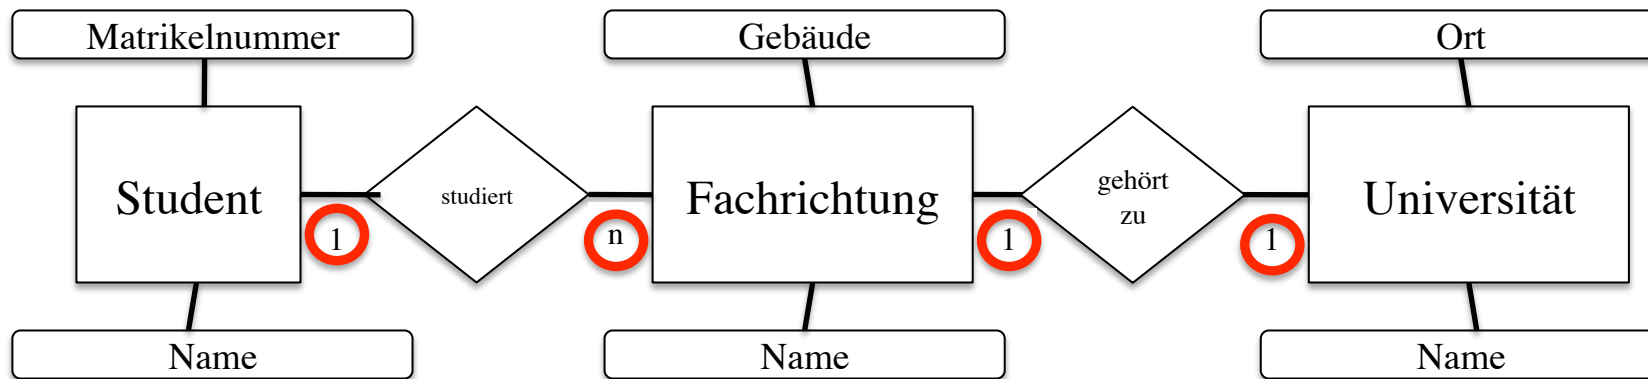 Matrikelnummer
Gebäude
Ort
Student
studiert
Fachrichtung
gehört
zu
Universität
1
n
1
1
Name
Name
Name